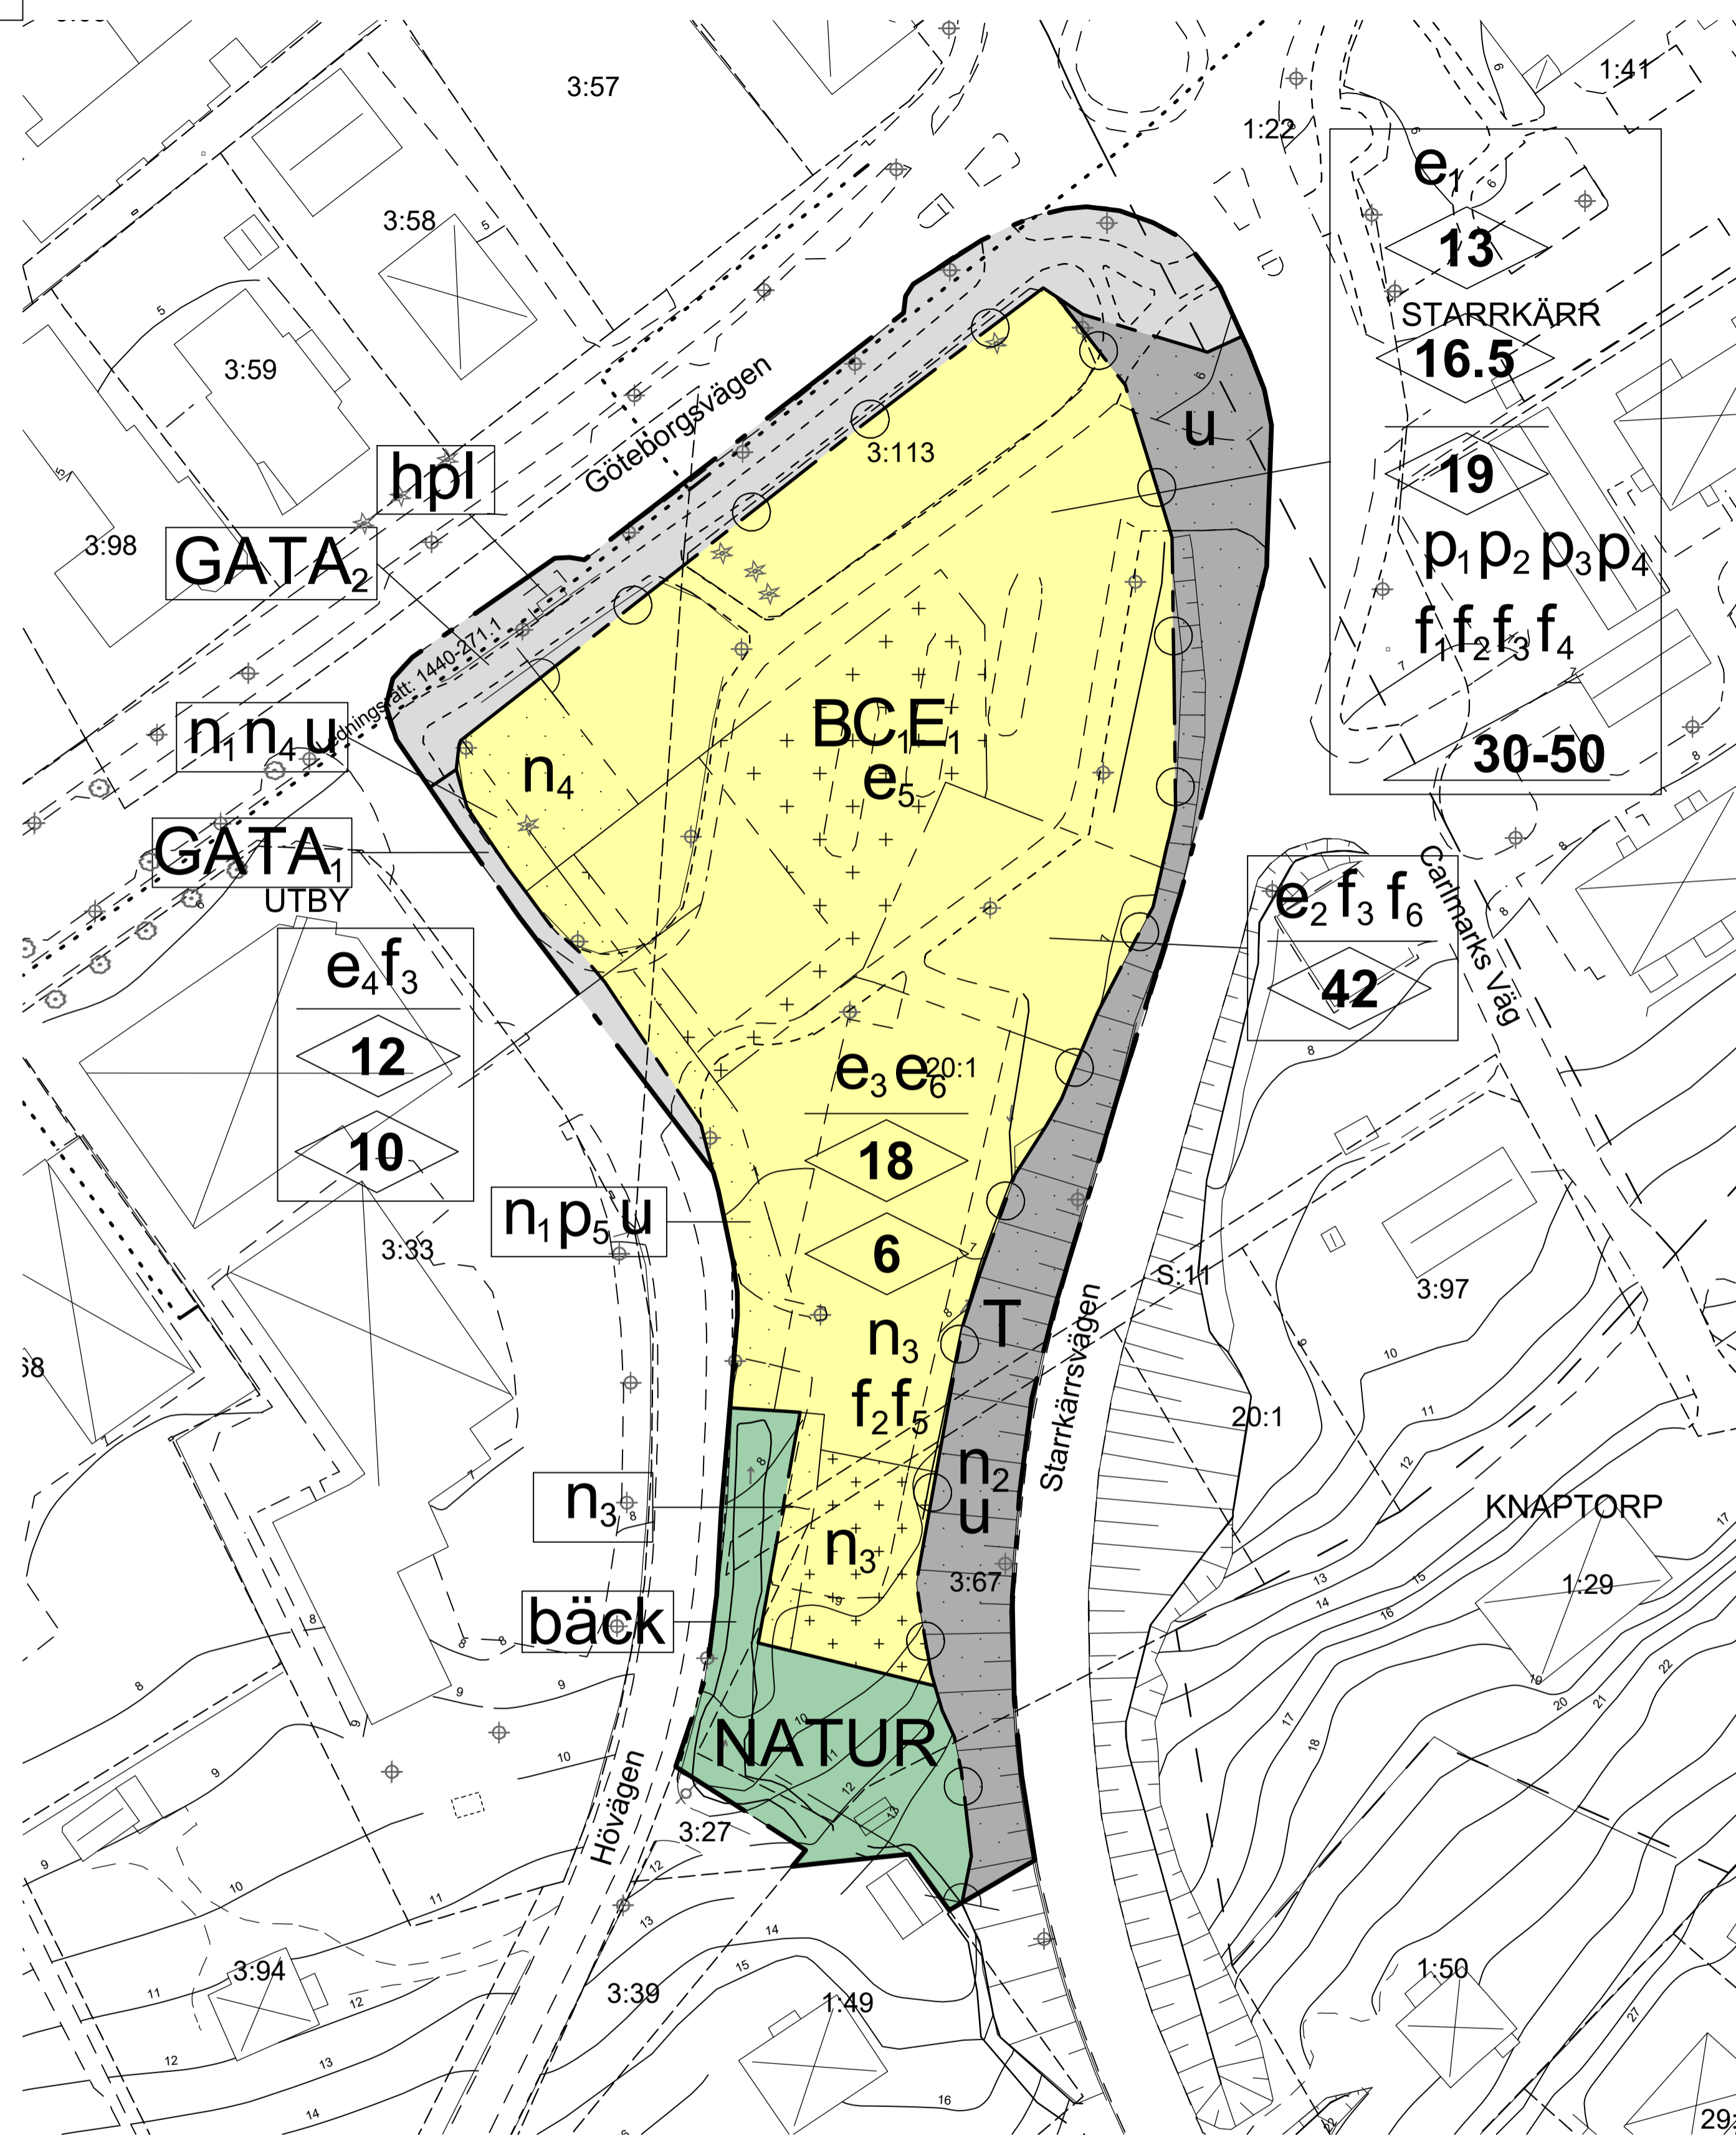 3:57
1:41
1:22
e1
13
STARRKÄRR
16.5
19
p1 p2 p3 p4
f1 f2 f3 f4
30-50
3:58
3:59
Göteborgsvägen
3:113
u
hpl
3:98
GATA2
n1 n4 u
n4
BC1E1
e5
GATA1
UTBY
e4 f3
12
10
e2 f3 f6
42
Carlmarks Väg
e3 e6
20:1
18
6
n1 p5 u
3:33
S:11
3:97
T
n3
f2 f5
Starkärrsvägen
20:1
n2
u
n3
n3
KNAPTORP
3:67
1:29
bäck
NATUR
Hövägen
3:27
3:94
3:39
1:49
1:50